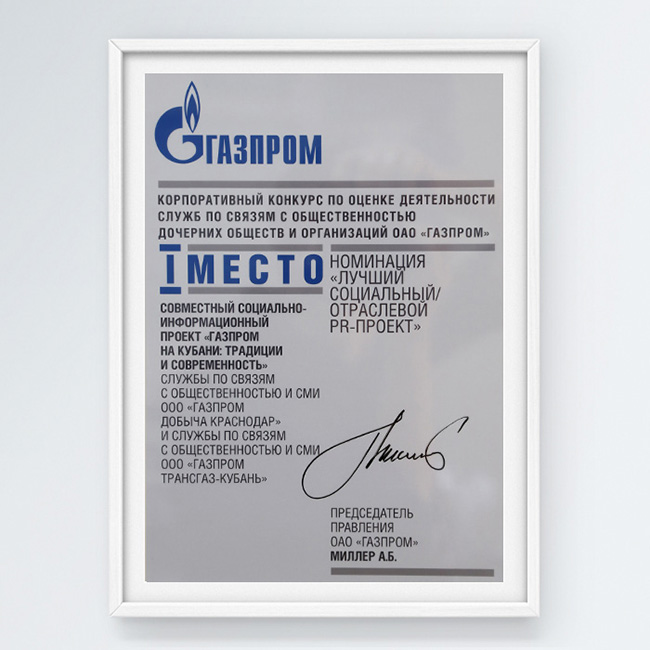 ГАЗПРОМ
КОРПОРАТИВНЫЙ КОНКУРС ПО ОЦЕНКЕ ДЕЯТЕЛЬНОСТИ
СЛУЖБ ПО СВЯЗЯМ С ОБЩЕСТВЕННОСТЬЮ
ДОЧЕРНИХ ОБЩЕСТВ И ОРГАНИЗАЦИЙ ОАО «ГАЗПРОМ»
I МЕСТО
СОВМЕСТНЫЙ СОЦИАЛЬНО-
ИНФОРМАЦИОННЫЙ
ПРОЕКТ «ГАЗПРОМ
НА КУБАНИ: ТРАДИЦИИ
И СОВРЕМЕННОСТЬ»
СЛУЖБЫ ПО СВЯЗЯМ
С ОБЩЕСТВЕННОСТЬЮ И СМИ
ООО «ГАЗПРОМ
ДОБЫЧА КРАСНОДАР»
И СЛУЖБЫ ПО СВЯЗЯМ
С ОБЩЕСТВЕННОСТЬЮ И СМИ
ООО «ГАЗПРОМ
ТРАНСГАЗ-КУБАНЬ»
НОМИНАЦИЯ
«ЛУЧШИЙ
СОЦИАЛЬНЫЙ/
ОТРАСЛЕВОЙ
PR-ПРОЕКТ»
ПРЕДСЕДАТЕЛЬ
ПРАВЛЕНИЯ
ОАО «ГАЗПРОМ»
МИЛЛЕР А.Б.